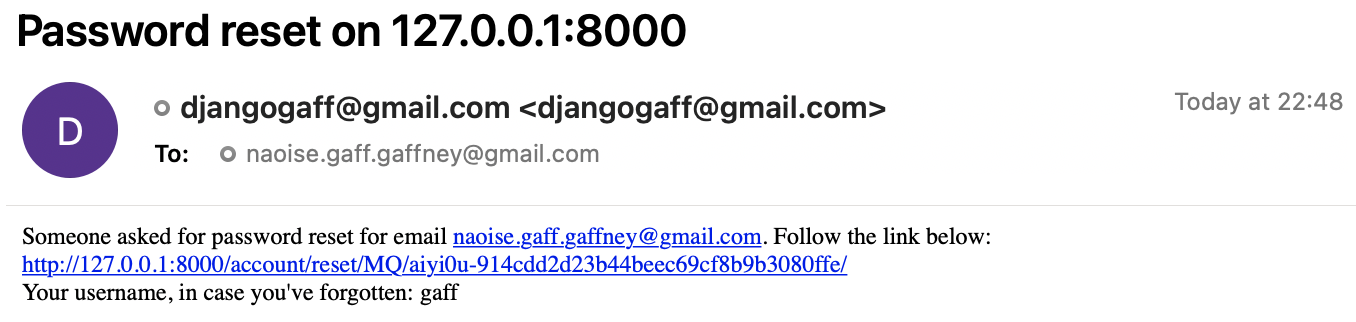 Password reset on 127.0.0.1:8000
D
djangogaff@gmail.com <djangogaff@gmail.com>
Today at 22:48
To: naoise.gaff.gaffney@gmail.com
Someone asked for password reset for email naoise.gaff.gaffney@gmail.com. Follow the link below:
http://127.0.0.1:8000/account/reset/MQ/aiyi0u-914cdd2d23b44beec69cf8b9b3080ffe/
Your username, in case you've forgotten: gaff